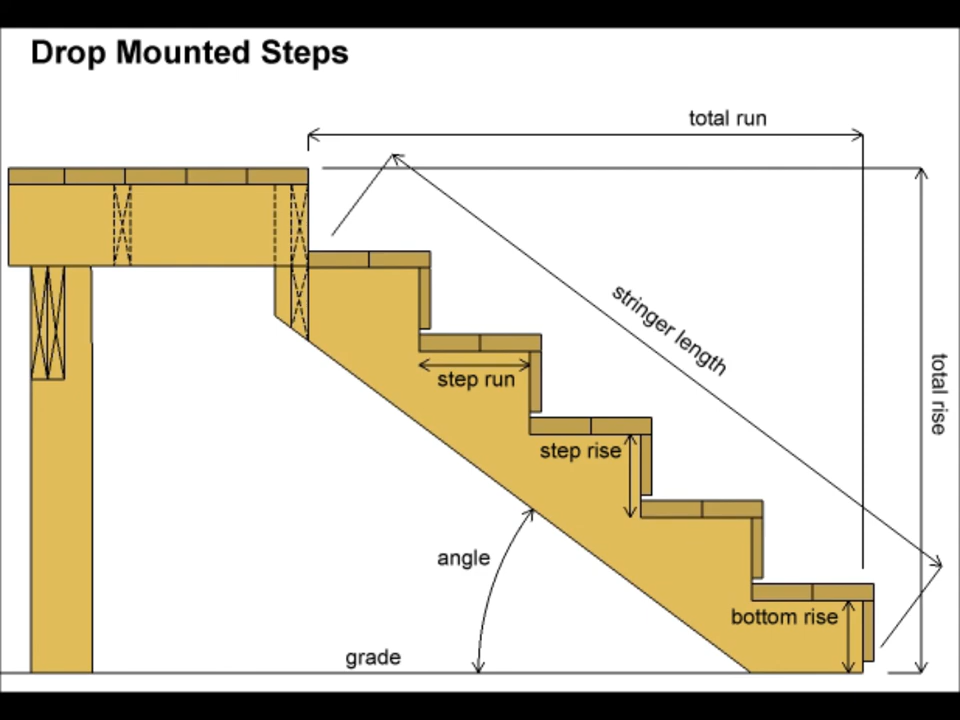 Drop Mounted Steps
total run
stringer length
total rise
step run
step rise
angle
bottom rise
grade